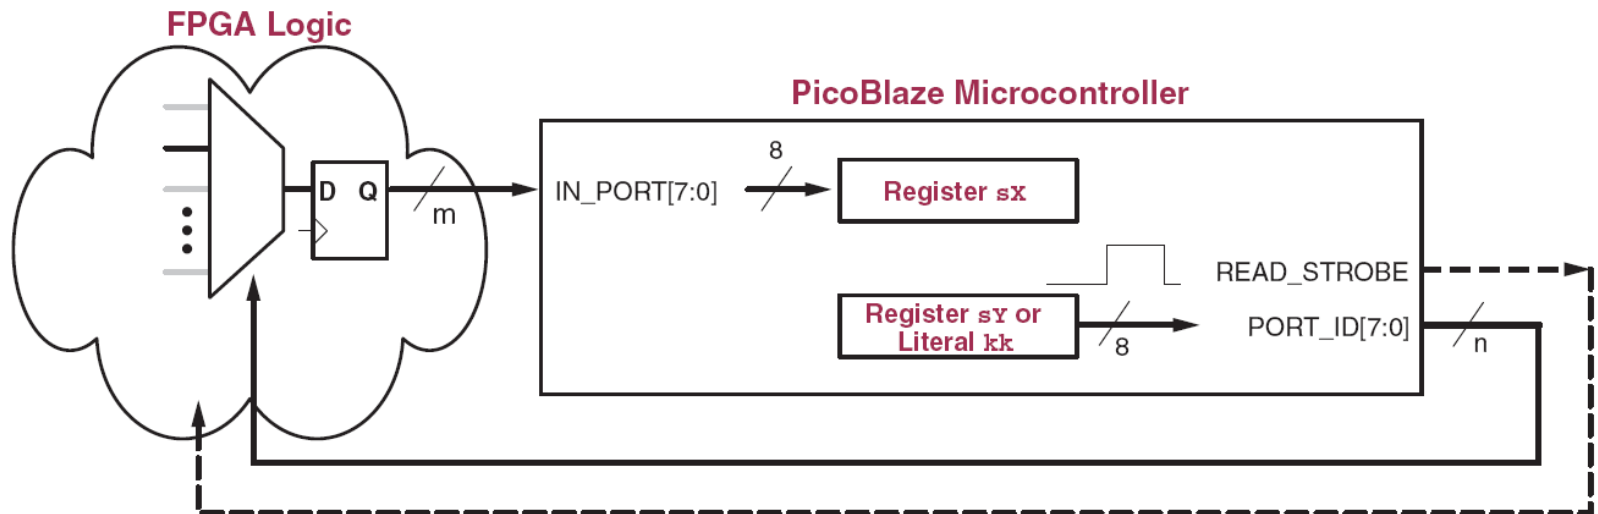 FPGA Logic
PicoBlaze Microcontroller
D Q
m
IN_PORT[7:0]
8
Register sX
READ_STROBE
Register sY or
Literal kk
8
PORT_ID[7:0]
n